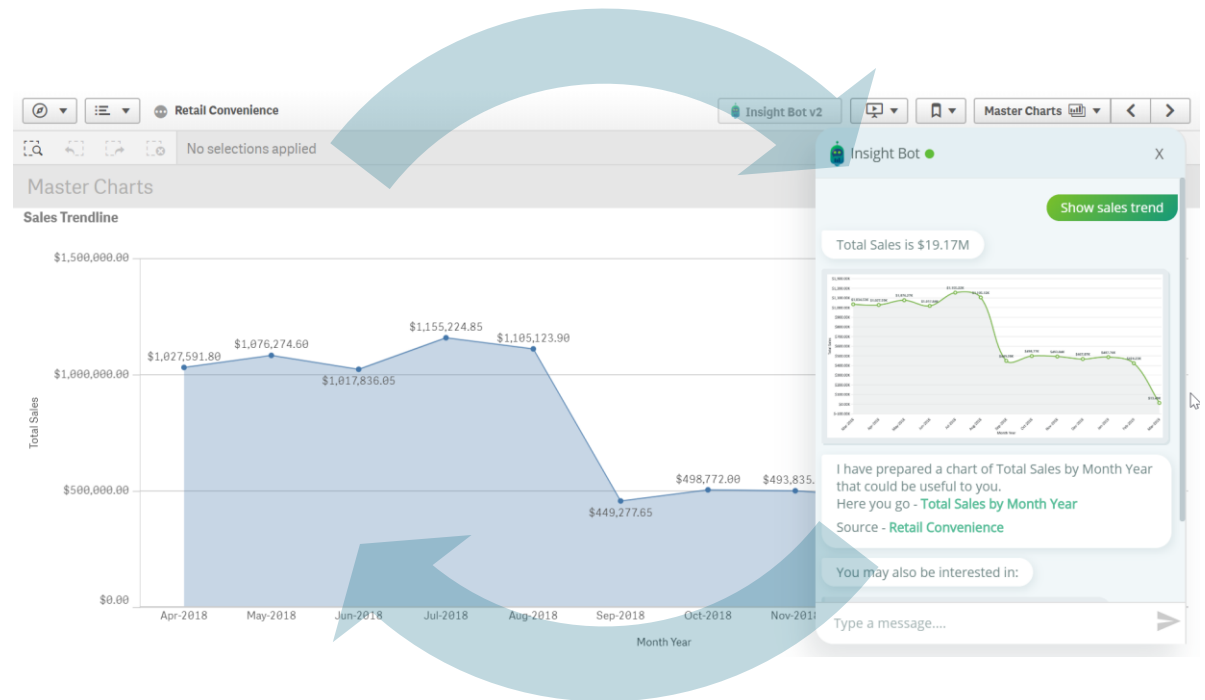 Retail Convenience
Insight Bot v2
Master Charts
No selections applied
Master Charts
Sales Trendline
$1,500,000.00
$1,000,000.00
$500,000.00
$0.00
Total Sales
$1,027,591.80
$1,076,274.60
$1,017,836.05
$1,155,224.85
$1,105,123.90
$449,277.65
$498,772.00
$493,835.
Apr-2018
May-2018
Jun-2018
Jul-2018
Aug-2018
Sep-2018
Oct-2018
Nov-2018
Month Year
Insight Bot
X
Show sales trend
Total Sales is $19.17M
I have prepared a chart of Total Sales by Month Year
that could be useful to you.
Here you go - Total Sales by Month Year
Source - Retail Convenience
You may also be interested in:
Type a message....